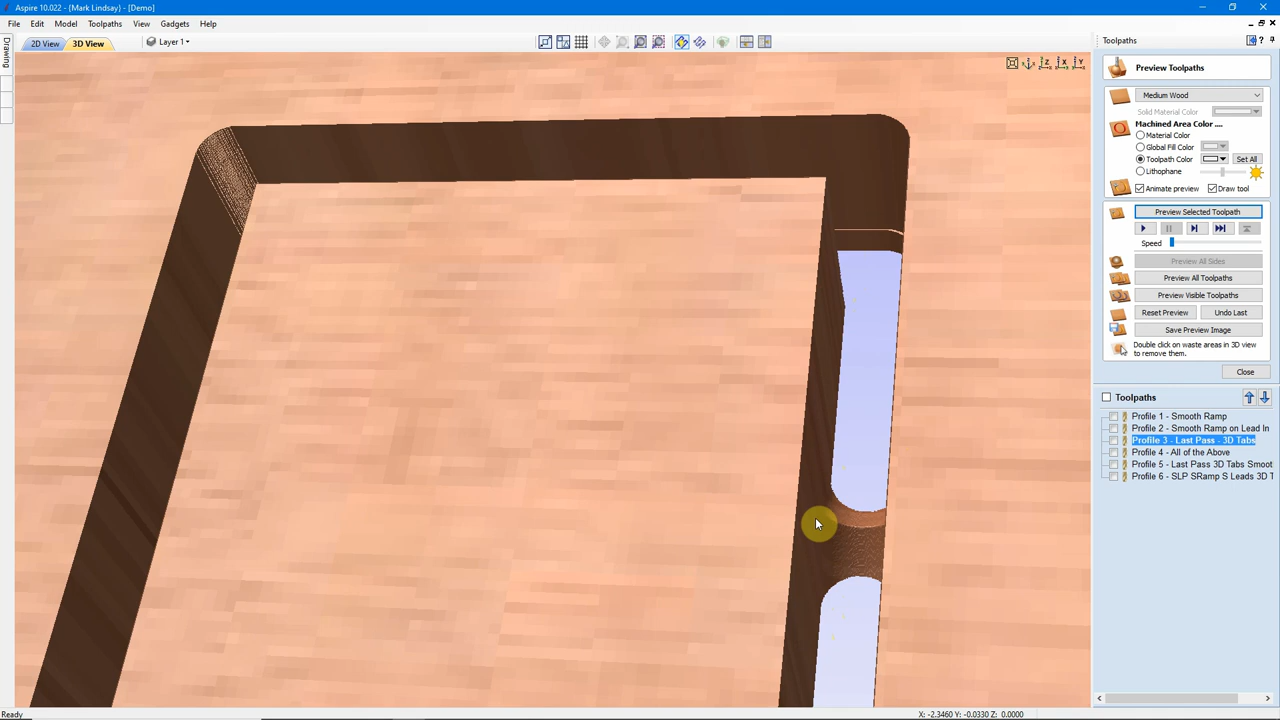 Aspire 10.022 - {Mark Lindsay} - [Demo]
File Edit Model Toolpaths View Gadgets Help
2D View 3D View Layer 1
Drawing
Toolpaths
Preview Toolpaths
Medium Wood
Solid Material Color
Machined Area Color ....
Material Color
Global Fill Color
Toolpath Color Set All
Lithophane
Animate preview Draw tool
Preview Selected Toolpath
Speed
Preview All Sides
Preview All Toolpaths
Preview Visible Toolpaths
Reset Preview Undo Last
Save Preview Image
Double click on waste areas in 3D view
to remove them.
Close
Toolpaths
Profile 1 - Smooth Ramp
Profile 2 - Smooth Ramp on Lead In
Profile 3 - Last Pass - 3D Tabs
Profile 4 - All of the Above
Profile 5 - Last Pass 3D Tabs Smoot
Profile 6 - SLP SRamp S Leads 3D T
Ready
X: -2.3460 Y: -0.0330 Z: 0.0000